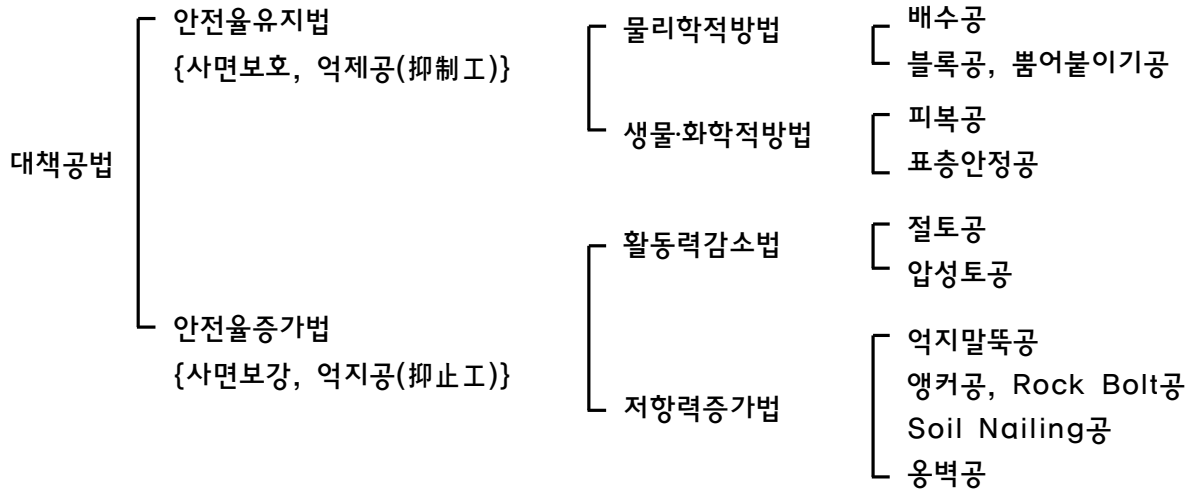 대책공법
안전율유지법
{사면보호, 억제공(抑制工)}
물리학적방법
배수공
블록공, 뿜어붙이기공
생물·화학적방법
피복공
표층안정공
안전율증가법
{사면보강, 억지공(抑止工)}
활동력감소법
절토공
압성토공
저항력증가법
억지말뚝공
앵커공, Rock Bolt공
Soil Nailing공
옹벽공